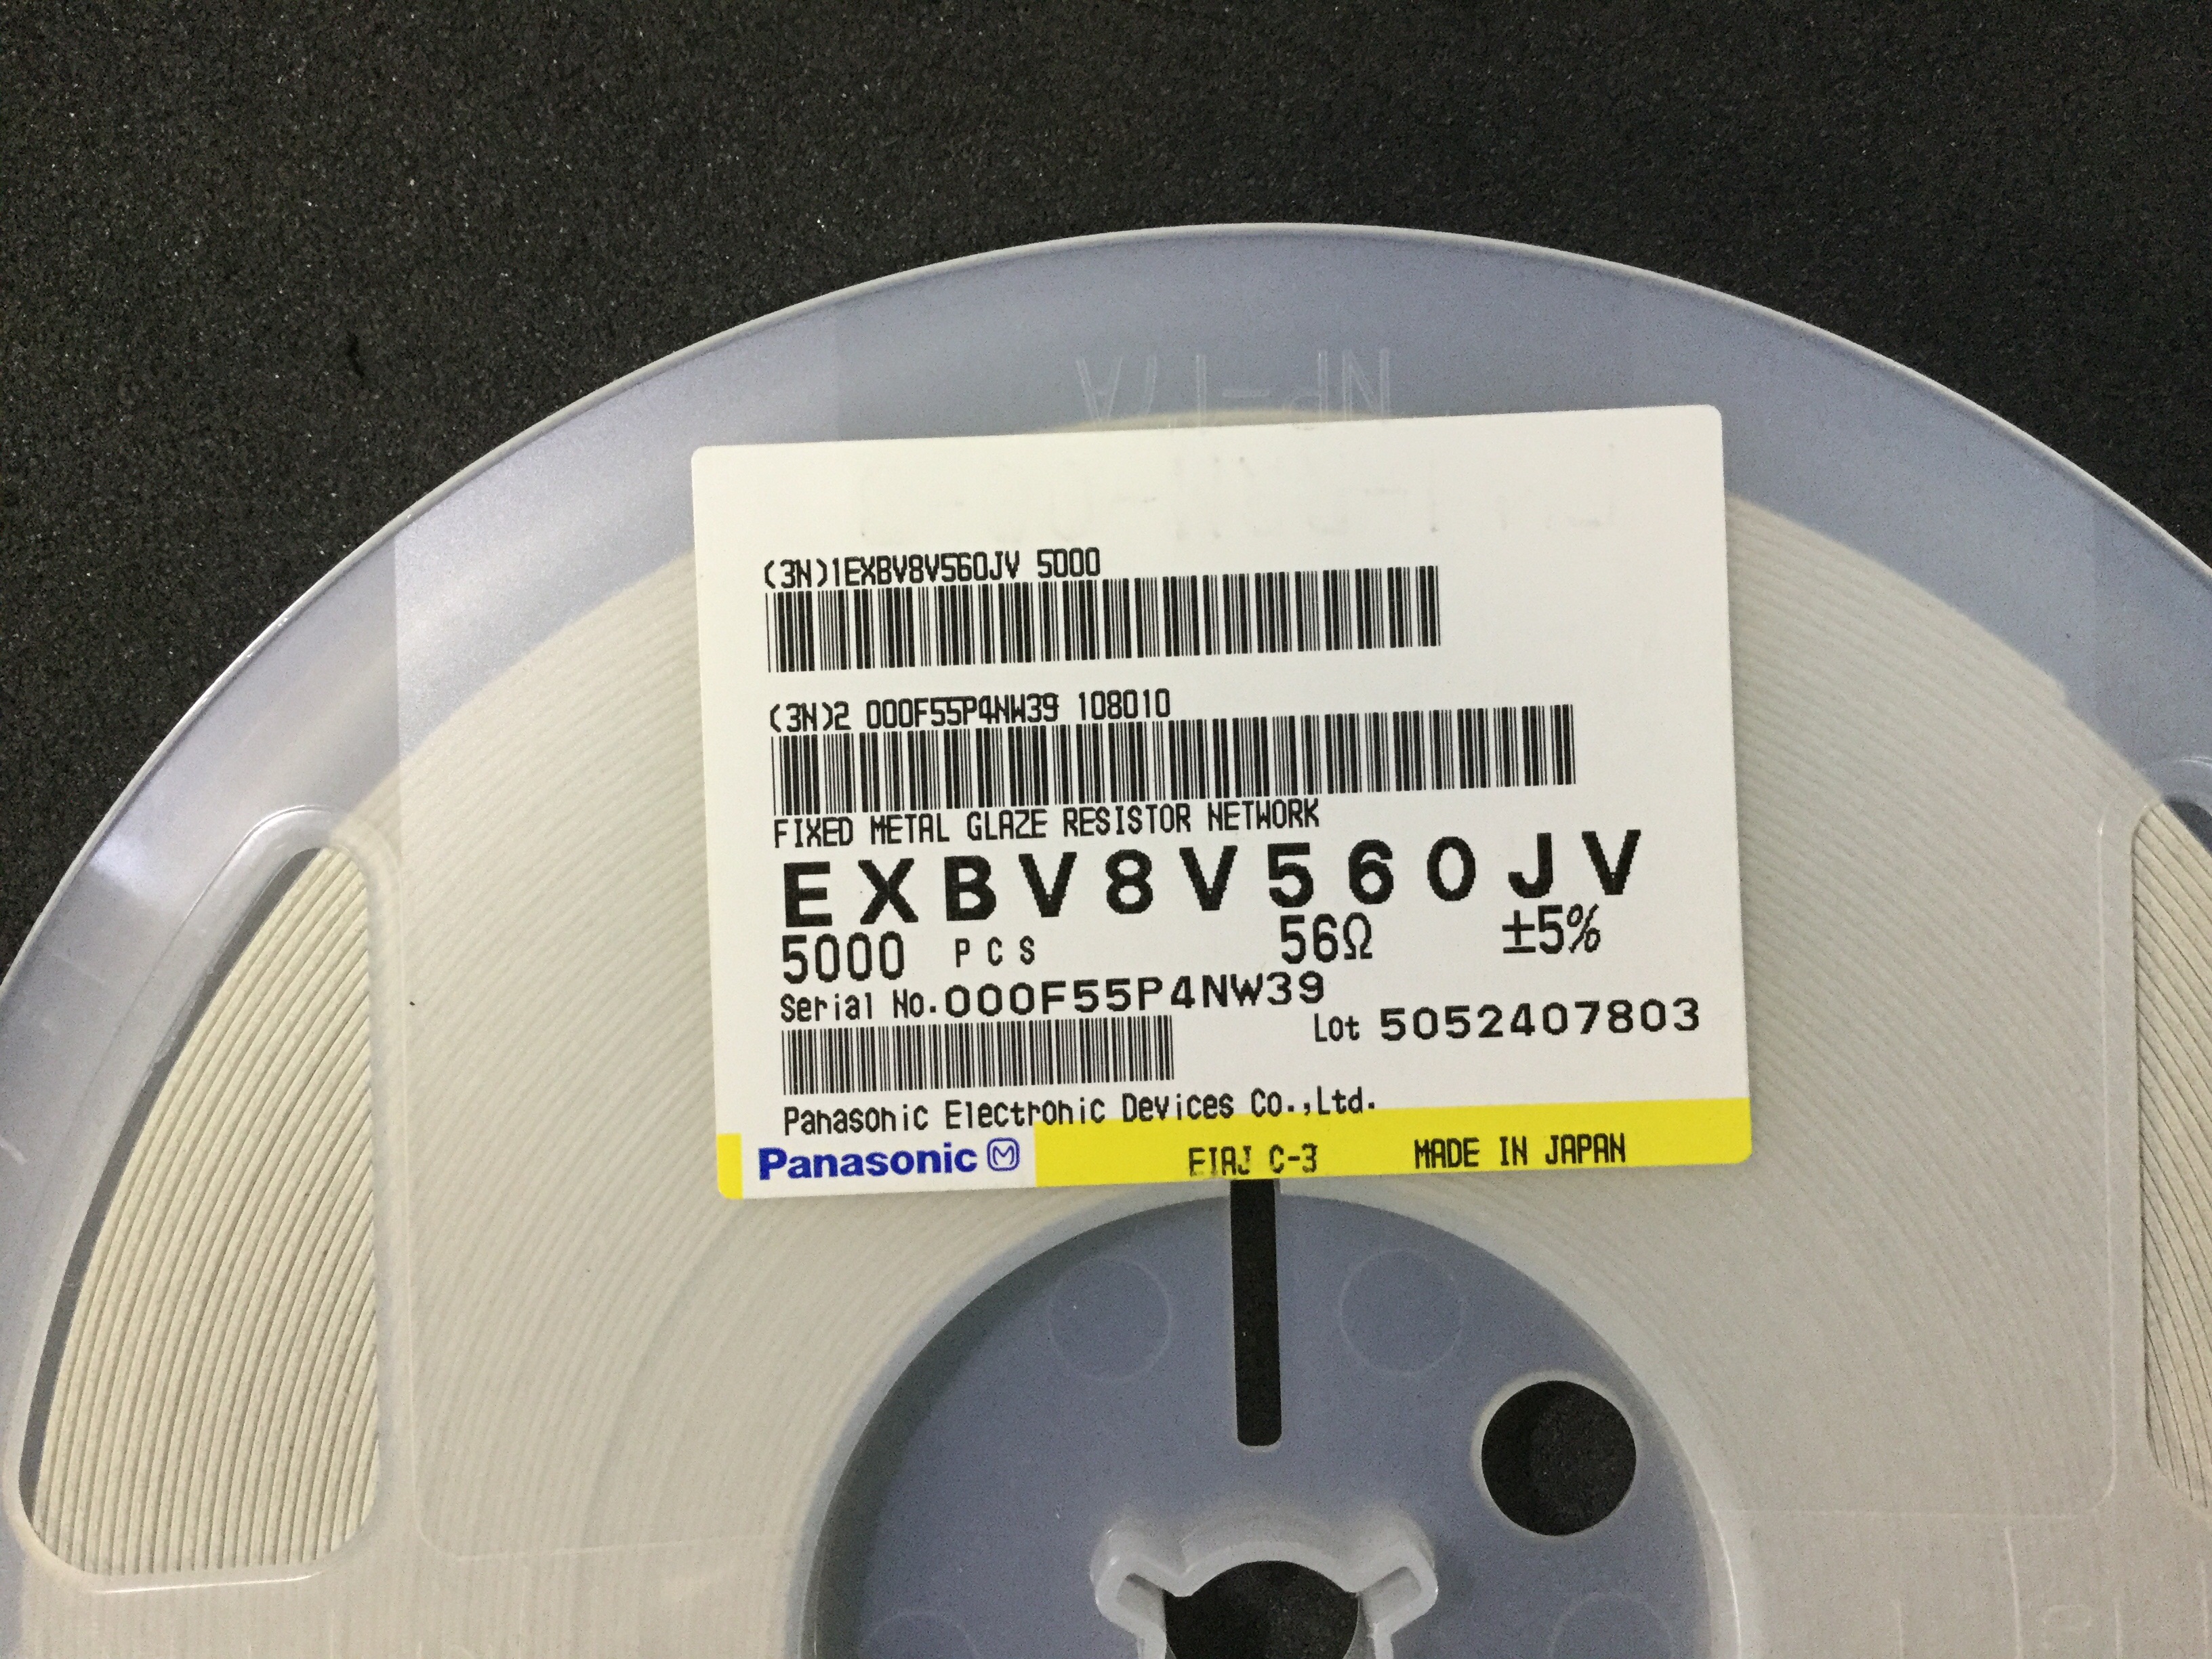 (3N)1EXBV8V560JV 5000
(3N)2 000F55P4NW39 108010
FIXED METAL GLAZE RESISTOR NETWORK
EXBV8V560JV
5000 PCS 56Ω ±5%
Serial No.000F55P4NW39
Lot 5052407803
Panasonic Electronic Devices Co.,Ltd.
Panasonic EIAJ C-3 MADE IN JAPAN